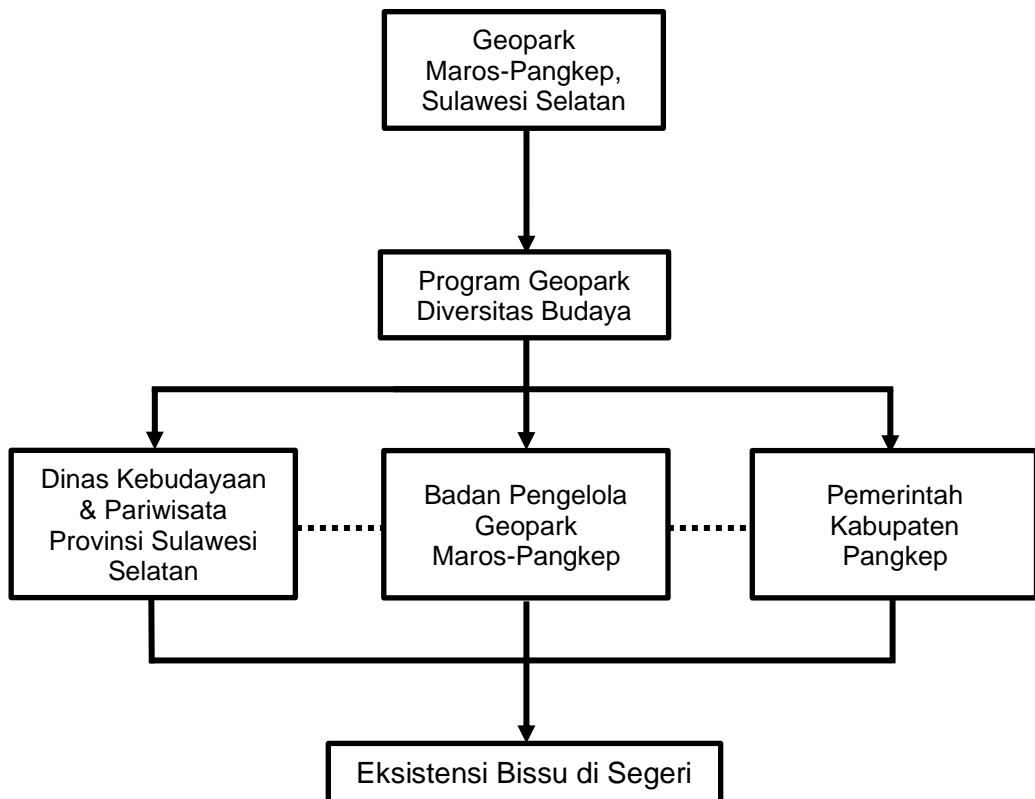 Geopark
Maros-Pangkep,
Sulawesi Selatan
Program Geopark
Diversitas Budaya
Dinas Kebudayaan
& Pariwisata
Provinsi Sulawesi
Selatan
Badan Pengelola
Geopark
Maros-Pangkep
Pemerintah
Kabupaten
Pangkep
Eksistensi Bissu di Segeri